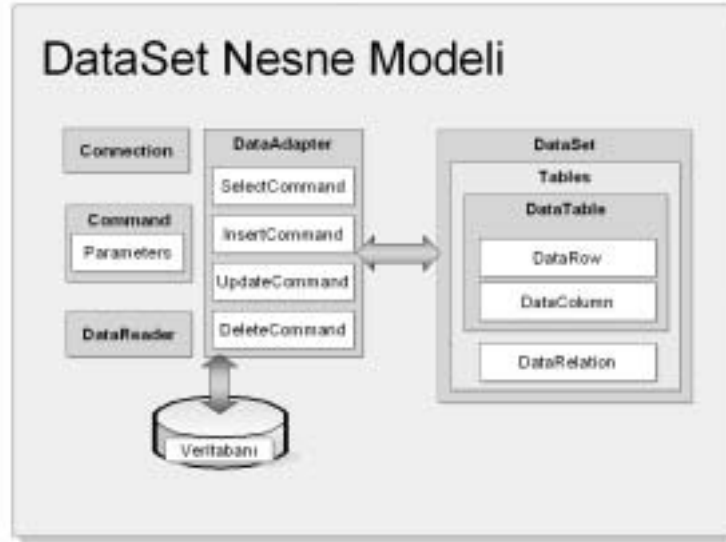 DataSet Nesne Modeli
Connection
Command
Parameters
DataReader
DataAdapter
SelectCommand
InsertCommand
UpdateCommand
DeleteCommand
Veritabanı
DataSet
Tables
DataTable
DataRow
DataColumn
DataRelation